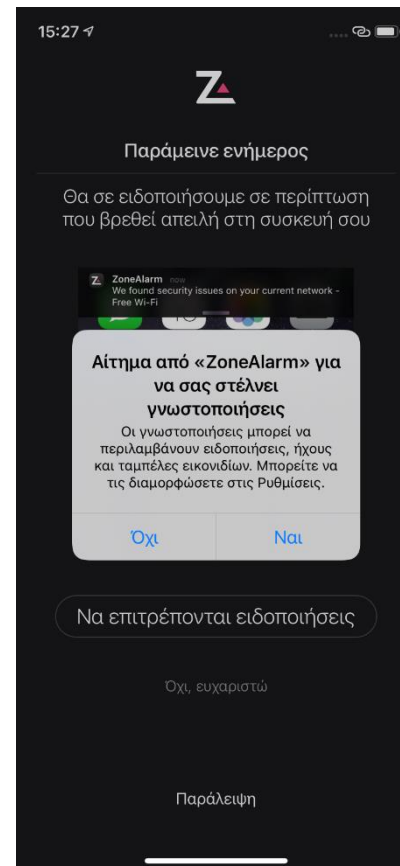 15:27
Παράμεινε ενήμερος
Θα σε ειδοποιήσουμε σε περίπτωση
που βρεθεί απειλή στη συσκευή σου
ZoneAlarm now
We found security issues on your current network -
Free Wi-Fi
Αίτημα από «ZoneAlarm» για
να σας στέλνει
γνωστοποιήσεις
Οι γνωστοποιήσεις μπορεί να
περιλαμβάνουν ειδοποιήσεις, ήχους
και ταμπέλες εικονιδίων. Μπορείτε να
τις διαμορφώσετε στις Ρυθμίσεις.
Όχι Ναι
Να επιτρέπονται ειδοποιήσεις
Όχι, ευχαριστώ
Παράλειψη